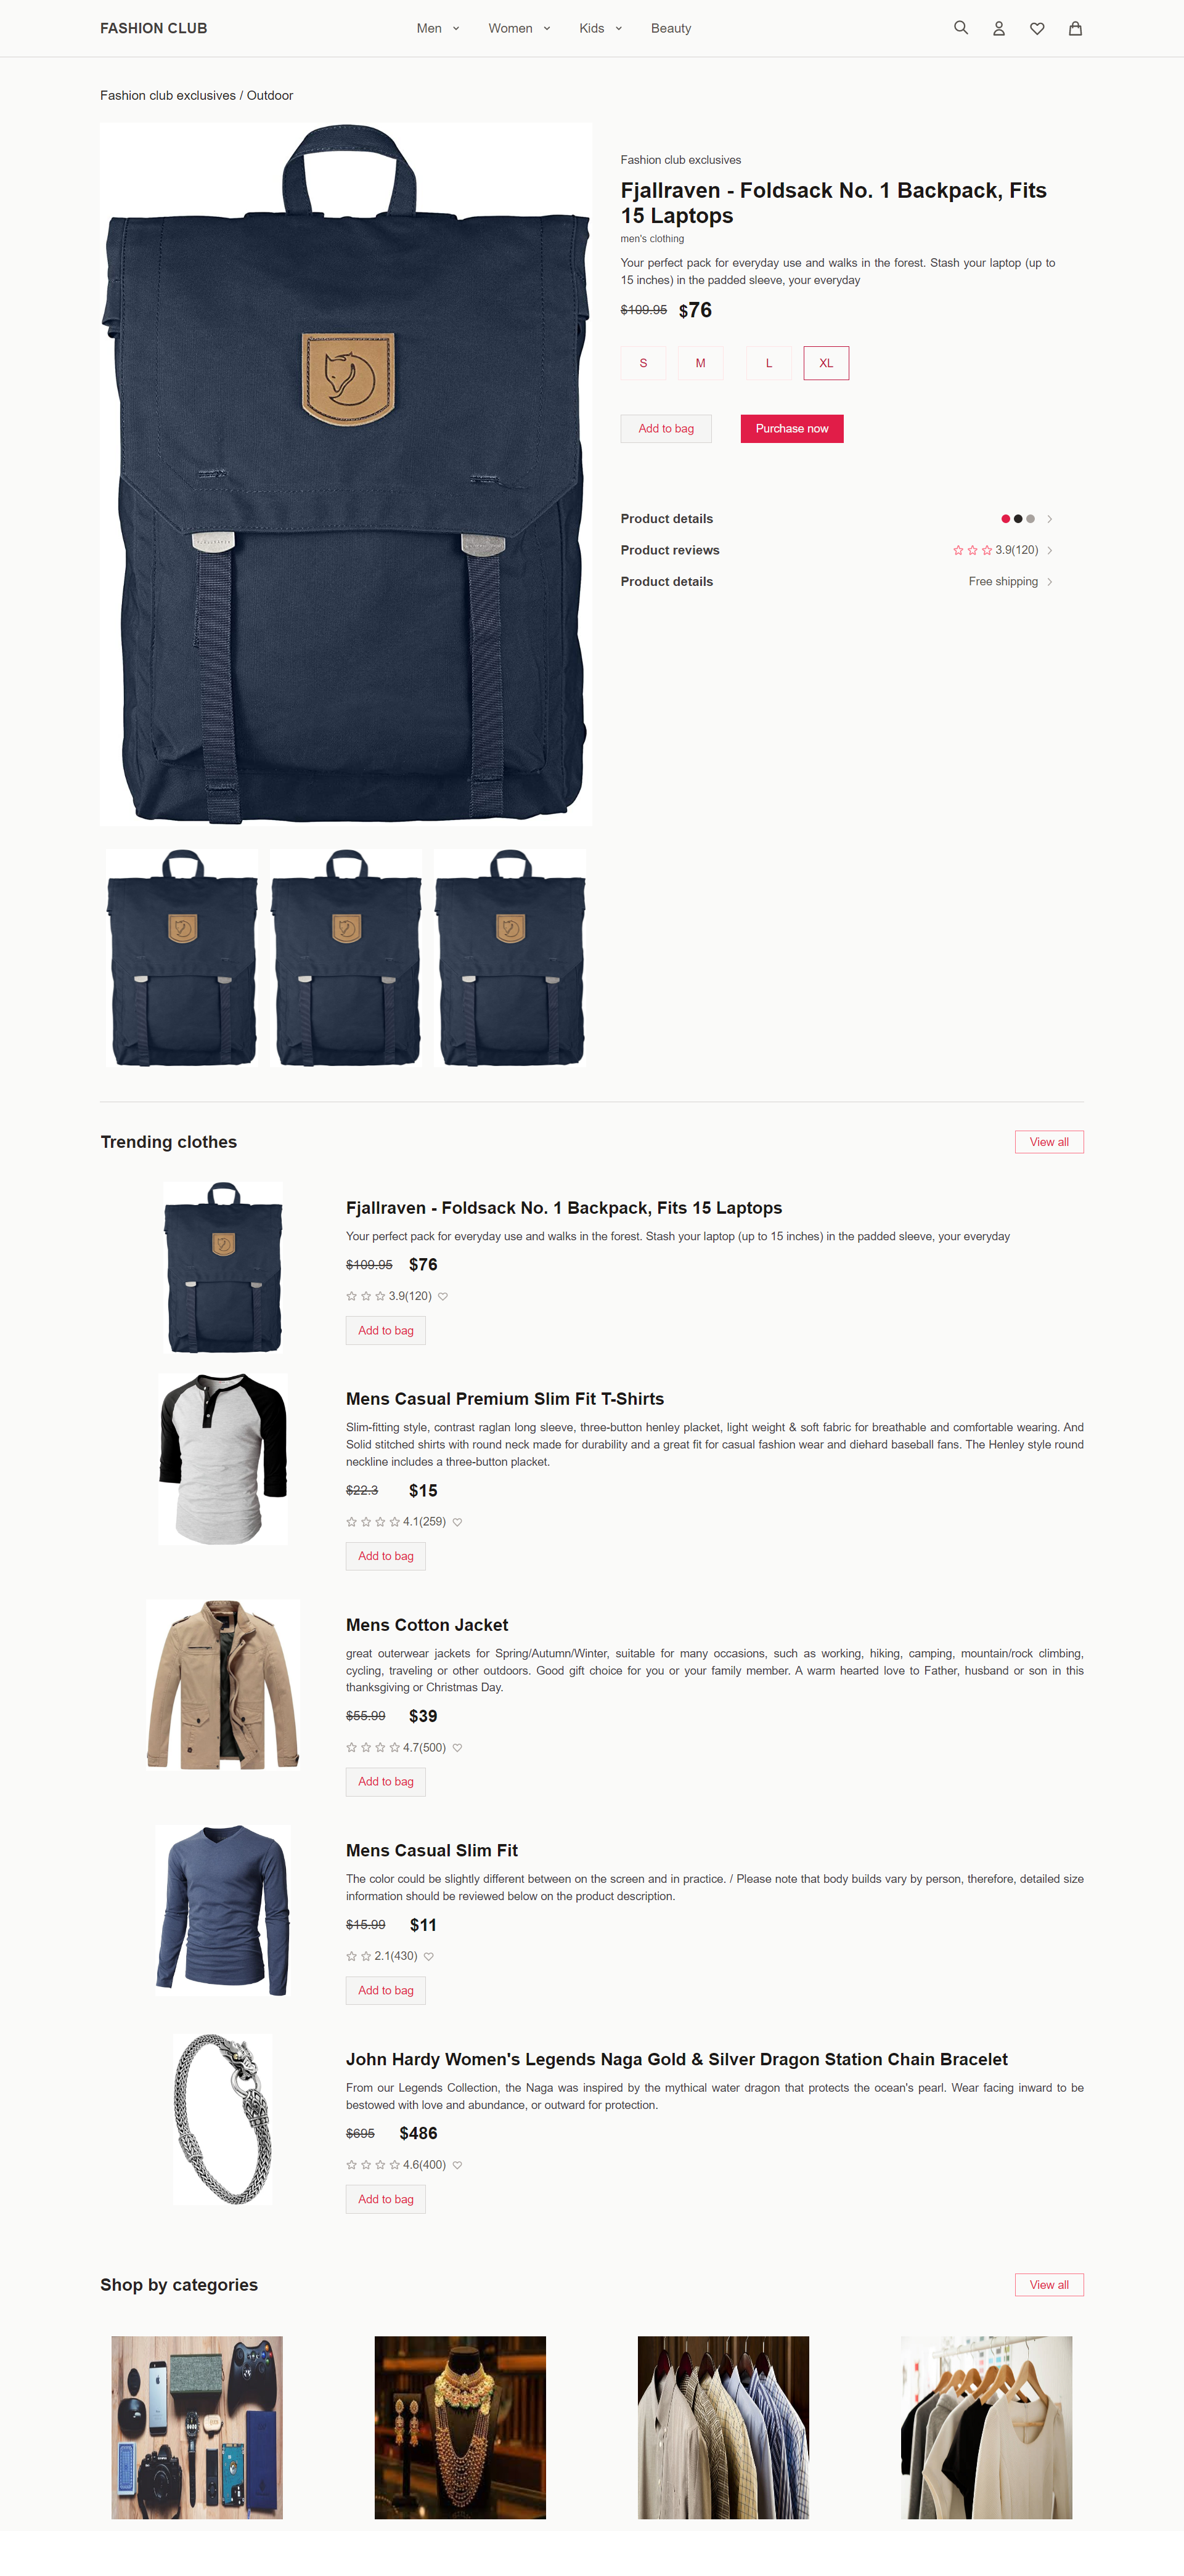 FASHION CLUB
Men
Women
Kids
Beauty
Fashion club exclusives / Outdoor
Fashion club exclusives
Fjallraven - Foldsack No. 1 Backpack, Fits
15 Laptops
men's clothing
Your perfect pack for everyday use and walks in the forest. Stash your laptop (up to
15 inches) in the padded sleeve, your everyday
$109.95 $76
S
M
L
XL
Add to bag
Purchase now
Product details
Product reviews
3.9(120)
Product details
Free shipping
Trending clothes
View all
Fjallraven - Foldsack No. 1 Backpack, Fits 15 Laptops
Your perfect pack for everyday use and walks in the forest. Stash your laptop (up to 15 inches) in the padded sleeve, your everyday
$109.95 $76
3.9(120)
Add to bag
Mens Casual Premium Slim Fit T-Shirts
Slim-fitting style, contrast raglan long sleeve, three-button henley placket, light weight & soft fabric for breathable and comfortable wearing. And
Solid stitched shirts with round neck made for durability and a great fit for casual fashion wear and diehard baseball fans. The Henley style round
neckline includes a three-button placket.
$22.3 $15
4.1(259)
Add to bag
Mens Cotton Jacket
great outerwear jackets for Spring/Autumn/Winter, suitable for many occasions, such as working, hiking, camping, mountain/rock climbing,
cycling, traveling or other outdoors. Good gift choice for you or your family member. A warm hearted love to Father, husband or son in this
thanksgiving or Christmas Day.
$55.99 $39
4.7(500)
Add to bag
Mens Casual Slim Fit
The color could be slightly different between on the screen and in practice. / Please note that body builds vary by person, therefore, detailed size
information should be reviewed below on the product description.
$15.99 $11
2.1(430)
Add to bag
John Hardy Women's Legends Naga Gold & Silver Dragon Station Chain Bracelet
From our Legends Collection, the Naga was inspired by the mythical water dragon that protects the ocean's pearl. Wear facing inward to be
bestowed with love and abundance, or outward for protection.
$695 $486
4.6(400)
Add to bag
Shop by categories
View all